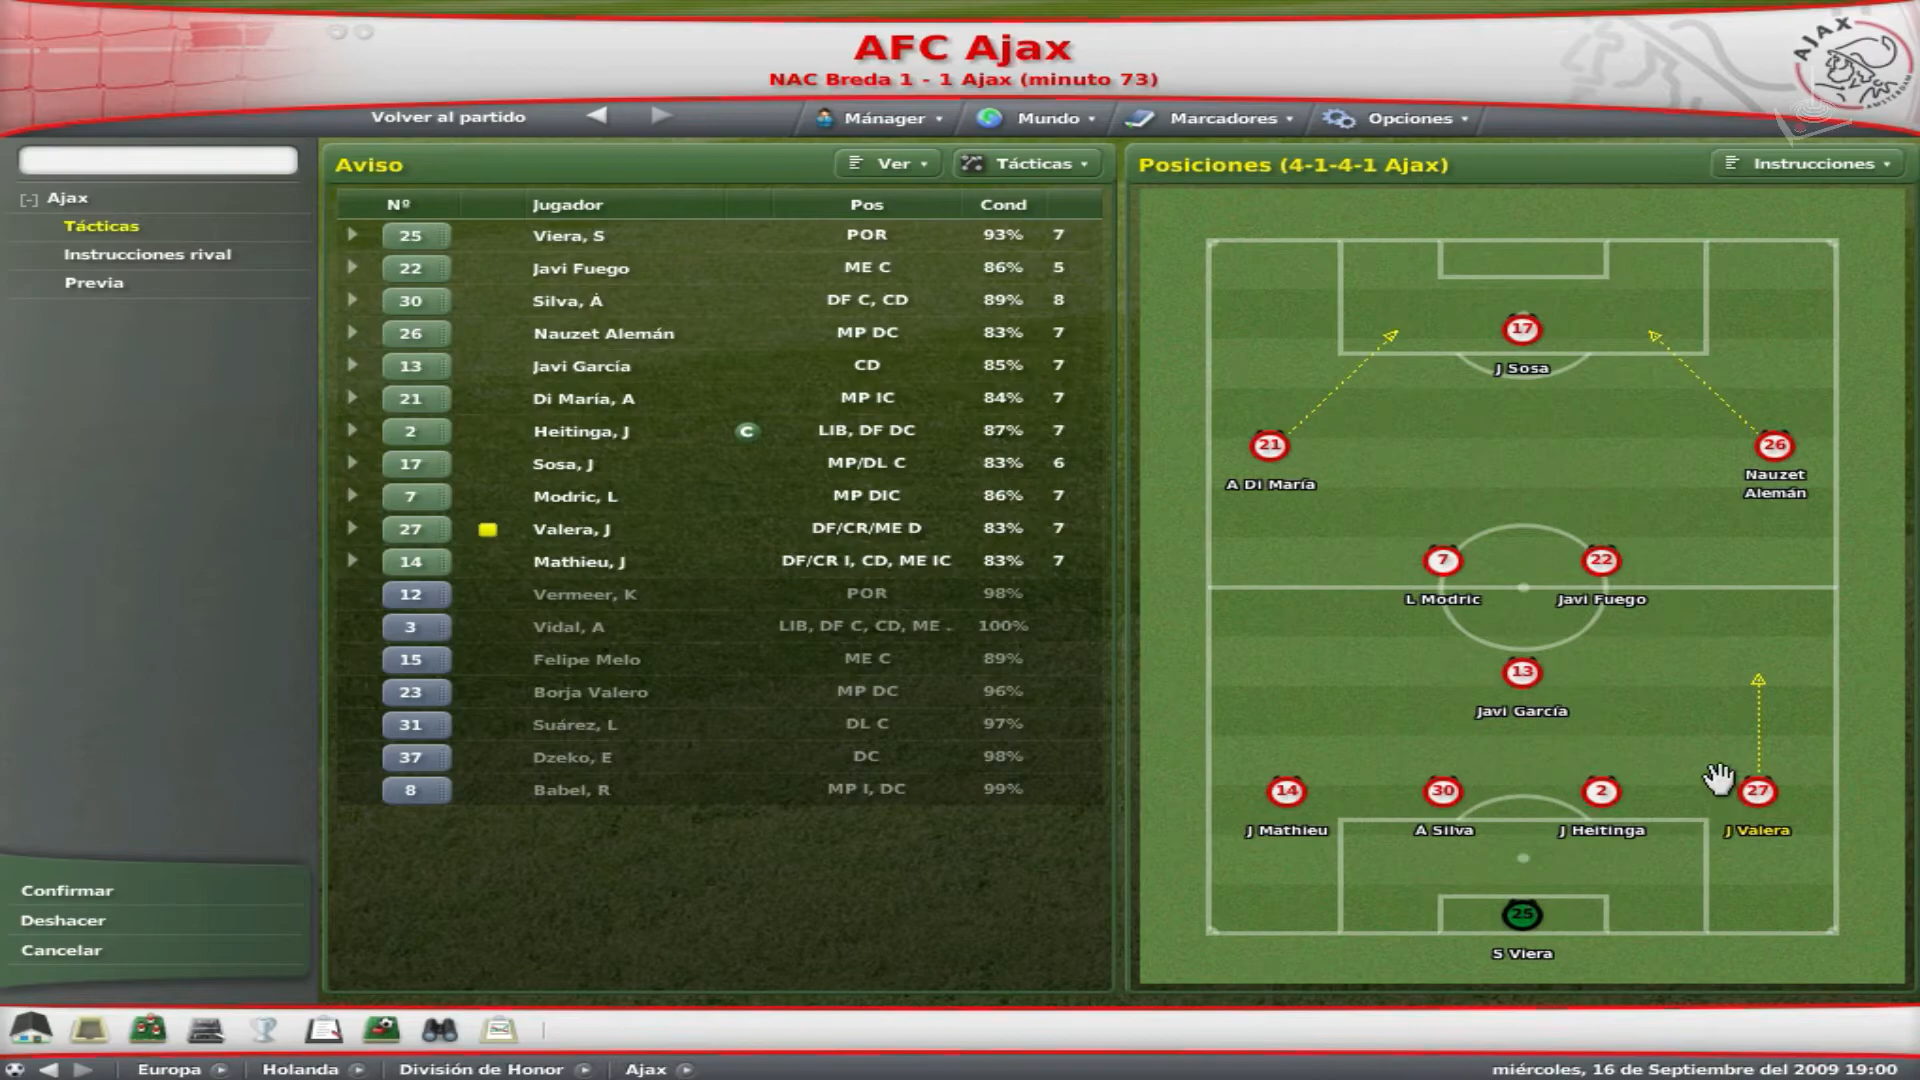 AFC Ajax
NAC Breda 1 - 1 Ajax (minuto 73)
AJAX
AMSTERDAM
Volver al partido
Mánager
Mundo
Marcadores
Opciones
[-] Ajax
Tácticas
Instrucciones rival
Previa
Confirmar
Deshacer
Cancelar
Aviso
Ver
Tácticas
Nº Jugador Pos Cond
25 Viera, S POR 93% 7
22 Javi Fuego ME C 86% 5
30 Silva, Á DF C, CD 89% 8
26 Nauzet Alemán MP DC 83% 7
13 Javi García CD 85% 7
21 Di María, A MP IC 84% 7
2 Heitinga, J C LIB, DF DC 87% 7
17 Sosa, J MP/DL C 83% 6
7 Modric, L MP DIC 86% 7
27 Valera, J DF/CR/ME D 83% 7
14 Mathieu, J DF/CR I, CD, ME IC 83% 7
12 Vermeer, K POR 98%
3 Vidal, A LIB, DF C, CD, ME . 100%
15 Felipe Melo ME C 89%
23 Borja Valero MP DC 96%
31 Suárez, L DL C 97%
37 Dzeko, E DC 98%
8 Babel, R MP I, DC 99%
Posiciones (4-1-4-1 Ajax)
Instrucciones
17
J Sosa
21
A Di María
26
Nauzet
Alemán
7
L Modric
22
Javi Fuego
13
Javi García
14
J Mathieu
30
A Silva
2
J Heitinga
27
J Valera
25
S Viera
Europa
Holanda
División de Honor
Ajax
miércoles, 16 de Septiembre del 2009 19:00